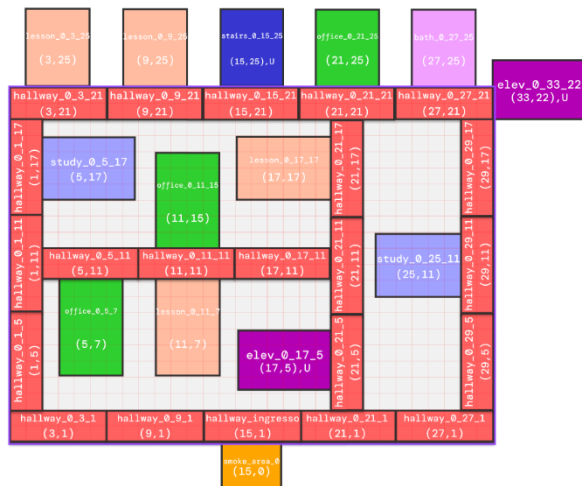 lesson_0_3_25
(3,25)
lesson_0_9_25
(9,25)
stairs_0_15_25
(15,25),U
office_0_21_25
(21,25)
bath_0_27_25
(27,25)
elev_0_33_22
(33,22),U
hallway_0_3_21
(3,21)
hallway_0_9_21
(9,21)
hallway_0_15_21
(15,21)
hallway_0_21_21
(21,21)
hallway_0_27_21
(27,21)
hallway_0_1_17
(1,17)
study_0_5_17
(5,17)
office_0_11_15
(11,15)
lesson_0_17_17
(17,17)
hallway_0_21_17
(21,17)
hallway_0_29_17
(29,17)
hallway_0_1_11
(1,11)
hallway_0_5_11
(5,11)
hallway_0_11_11
(11,11)
hallway_0_17_11
(17,11)
hallway_0_21_11
(21,11)
study_0_25_11
(25,11)
hallway_0_29_11
(29,11)
hallway_0_1_5
(1,5)
office_0_5_7
(5,7)
lesson_0_11_7
(11,7)
elev_0_17_5
(17,5),U
hallway_0_21_5
(21,5)
hallway_0_29_5
(29,5)
hallway_0_3_1
(3,1)
hallway_0_9_1
(9,1)
hallway_ingresso
(15,1)
hallway_0_21_1
(21,1)
hallway_0_27_1
(27,1)
smoke_area_0
(15,0)